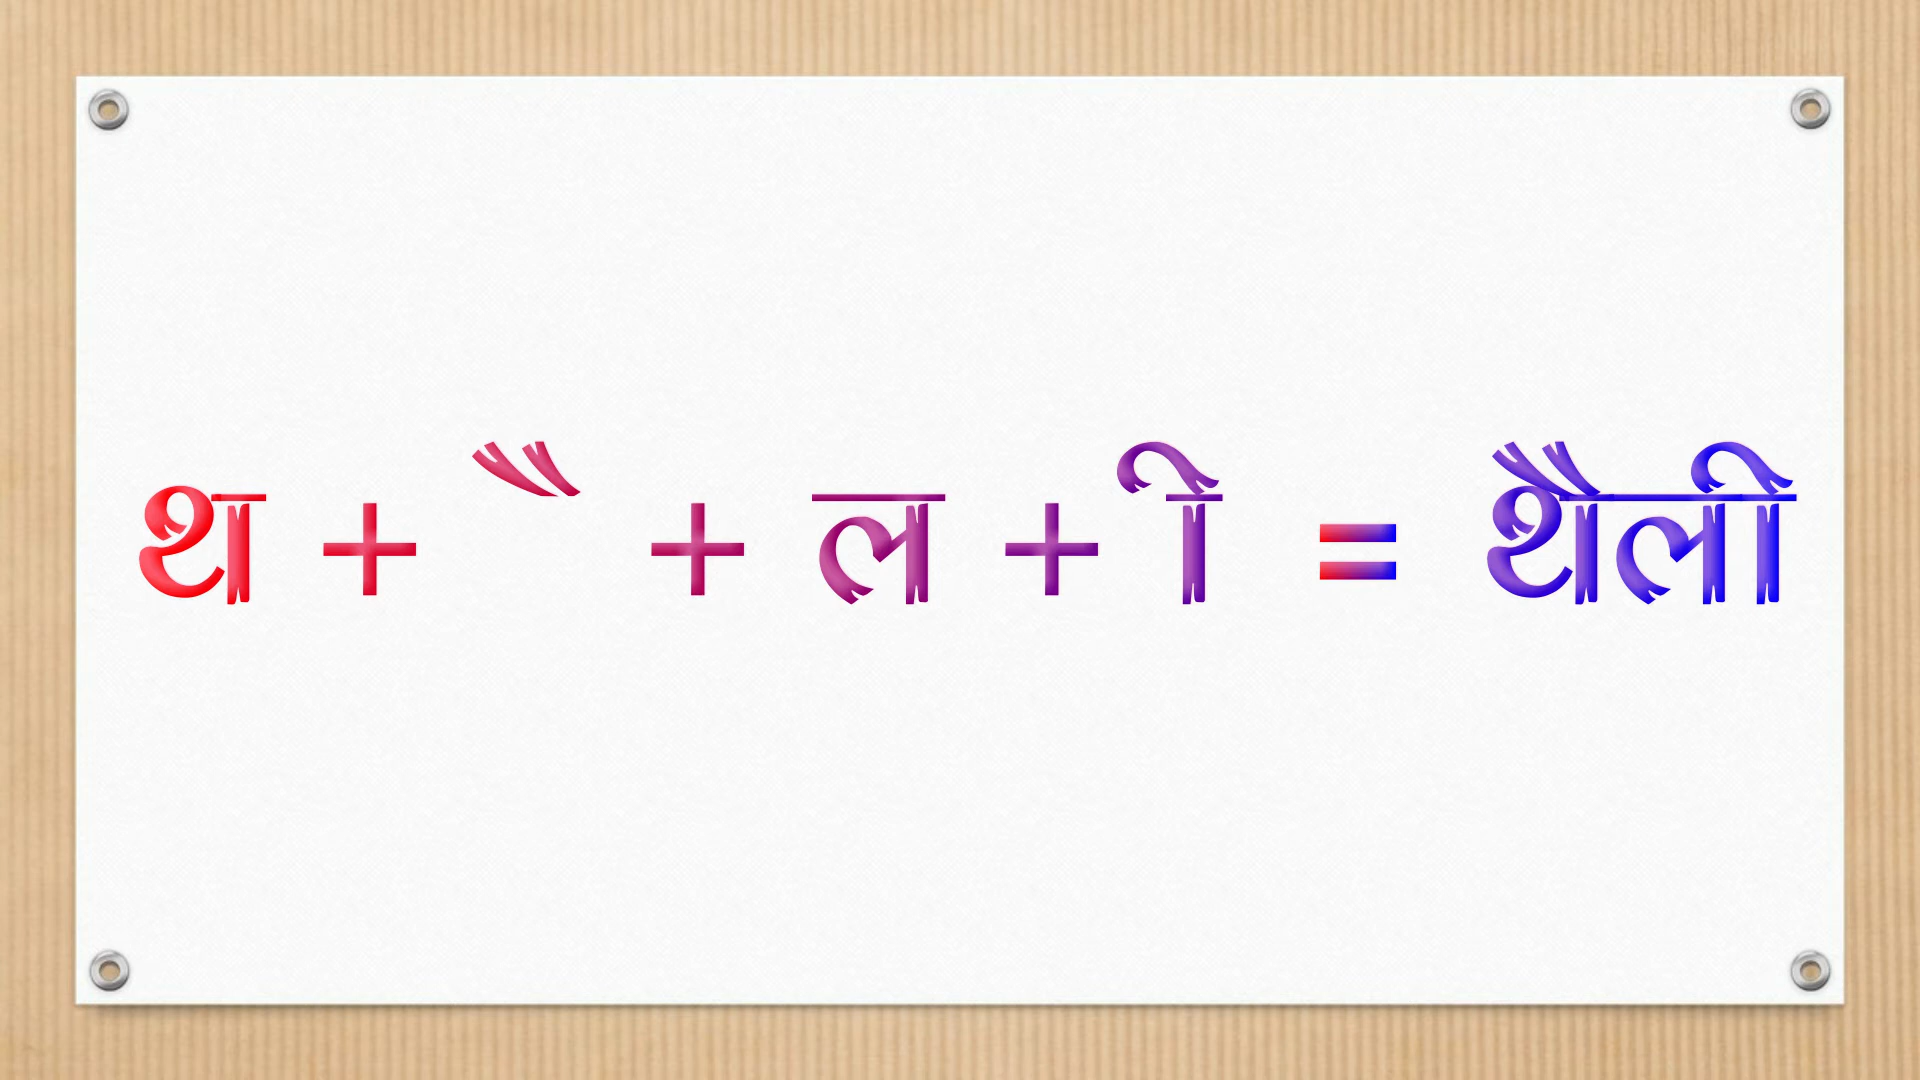 थ + ै + ल + ी = थैली